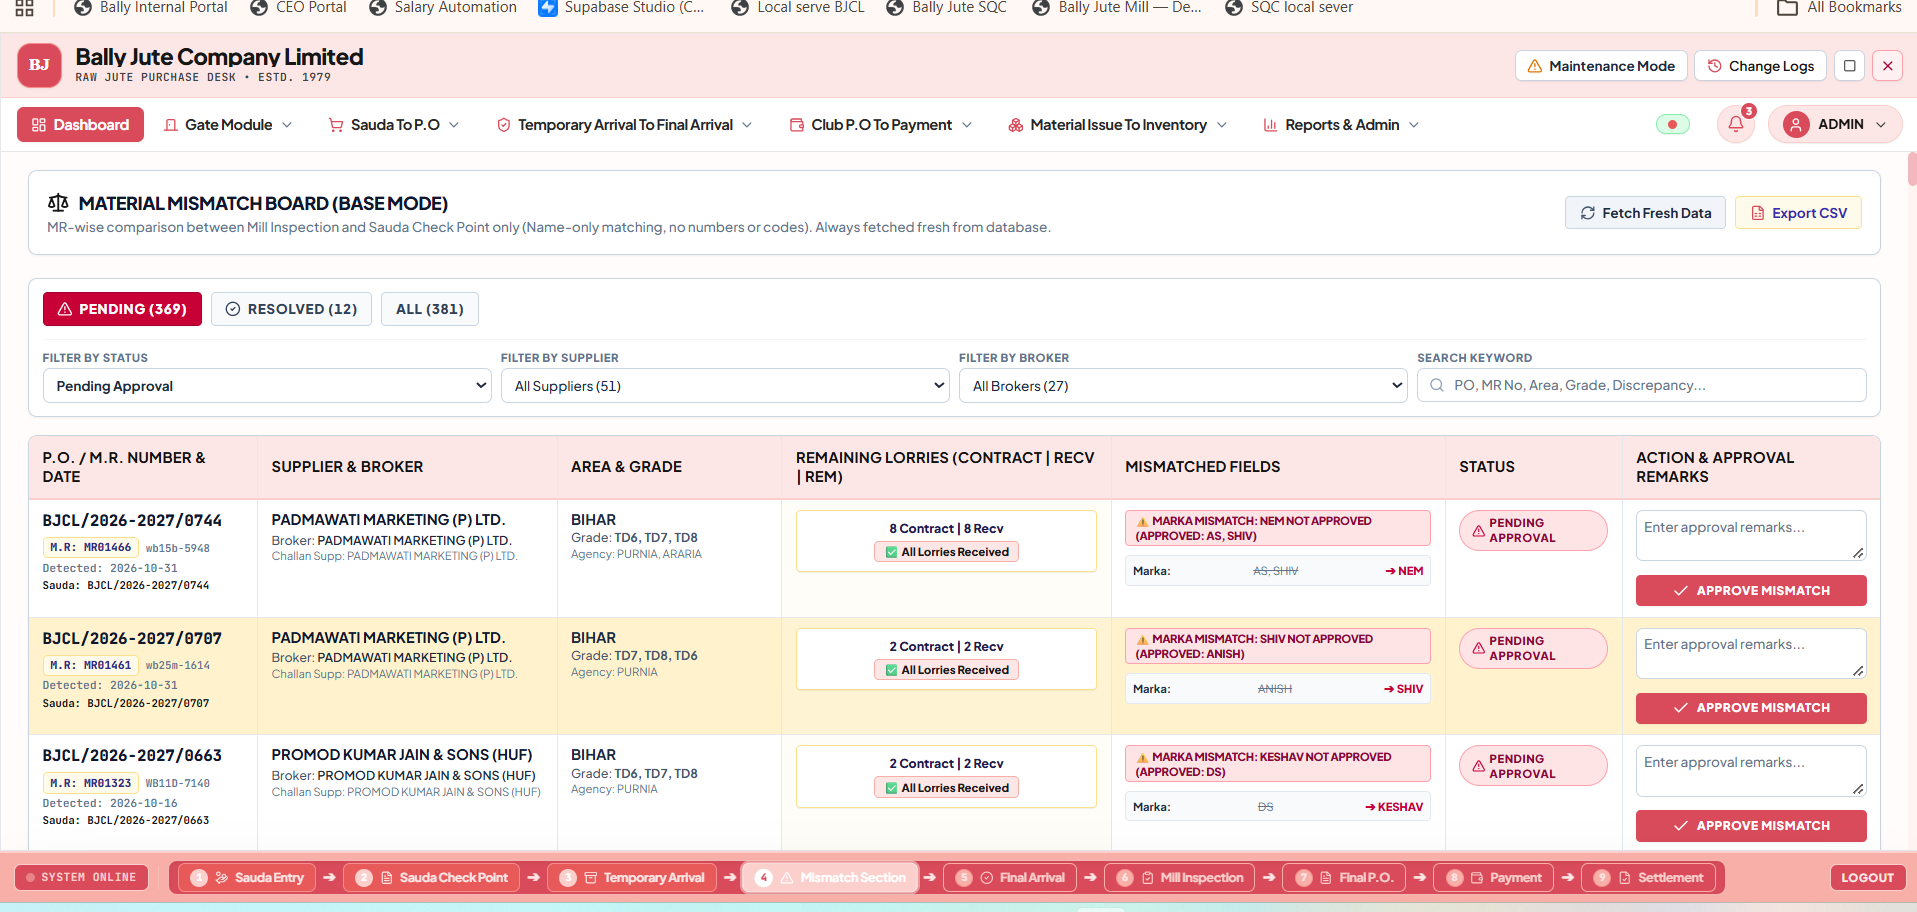 Bally Internal Portal
CEO Portal
Salary Automation
Supabase Studio (C...
Local serve BJCL
Bally Jute SQC
Bally Jute Mill — De...
SQC local sever
All Bookmarks
BJ
Bally Jute Company Limited
RAW JUTE PURCHASE DESK • ESTD. 1979
Maintenance Mode
Change Logs
Dashboard
Gate Module
Sauda To P.O
Temporary Arrival To Final Arrival
Club P.O To Payment
Material Issue To Inventory
Reports & Admin
3
ADMIN
MATERIAL MISMATCH BOARD (BASE MODE)
MR-wise comparison between Mill Inspection and Sauda Check Point only (Name-only matching, no numbers or codes). Always fetched fresh from database.
Fetch Fresh Data
Export CSV
PENDING (369)
RESOLVED (12)
ALL (381)
FILTER BY STATUS
FILTER BY SUPPLIER
FILTER BY BROKER
SEARCH KEYWORD
Pending Approval
All Suppliers (51)
All Brokers (27)
PO, MR No, Area, Grade, Discrepancy...
P.O. / M.R. NUMBER &
DATE
SUPPLIER & BROKER
AREA & GRADE
REMAINING LORRIES (CONTRACT | RECV
| REM)
MISMATCHED FIELDS
STATUS
ACTION & APPROVAL
REMARKS
BJCL/2026-2027/0744
M.R: MR01466 wb15b-5948
Detected: 2026-10-31
Sauda: BJCL/2026-2027/0744
PADMAWATI MARKETING (P) LTD.
Broker: PADMAWATI MARKETING (P) LTD.
Challan Supp: PADMAWATI MARKETING (P) LTD.
BIHAR
Grade: TD6, TD7, TD8
Agency: PURNIA, ARARIA
8 Contract | 8 Recv
✅ All Lorries Received
⚠️ MARKA MISMATCH: NEM NOT APPROVED
(APPROVED: AS, SHIV)
Marka: AS, SHIV ➔ NEM
PENDING
APPROVAL
Enter approval remarks...
APPROVE MISMATCH
BJCL/2026-2027/0707
M.R: MR01461 wb25m-1614
Detected: 2026-10-31
Sauda: BJCL/2026-2027/0707
PADMAWATI MARKETING (P) LTD.
Broker: PADMAWATI MARKETING (P) LTD.
Challan Supp: PADMAWATI MARKETING (P) LTD.
BIHAR
Grade: TD7, TD8, TD6
Agency: PURNIA
2 Contract | 2 Recv
✅ All Lorries Received
⚠️ MARKA MISMATCH: SHIV NOT APPROVED
(APPROVED: ANISH)
Marka: ANISH ➔ SHIV
PENDING
APPROVAL
Enter approval remarks...
APPROVE MISMATCH
BJCL/2026-2027/0663
M.R: MR01323 WB11D-7140
Detected: 2026-10-16
Sauda: BJCL/2026-2027/0663
PROMOD KUMAR JAIN & SONS (HUF)
Broker: PROMOD KUMAR JAIN & SONS (HUF)
Challan Supp: PROMOD KUMAR JAIN & SONS (HUF)
BIHAR
Grade: TD6, TD7, TD8
Agency: PURNIA
2 Contract | 2 Recv
✅ All Lorries Received
⚠️ MARKA MISMATCH: KESHAV NOT APPROVED
(APPROVED: DS)
Marka: DS ➔ KESHAV
PENDING
APPROVAL
Enter approval remarks...
APPROVE MISMATCH
SYSTEM ONLINE
1 Sauda Entry ➔ 2 Sauda Check Point ➔ 3 Temporary Arrival ➔ 4 Mismatch Section ➔ 5 Final Arrival ➔ 6 Mill Inspection ➔ 7 Final P.O. ➔ 8 Payment ➔ 9 Settlement
LOGOUT